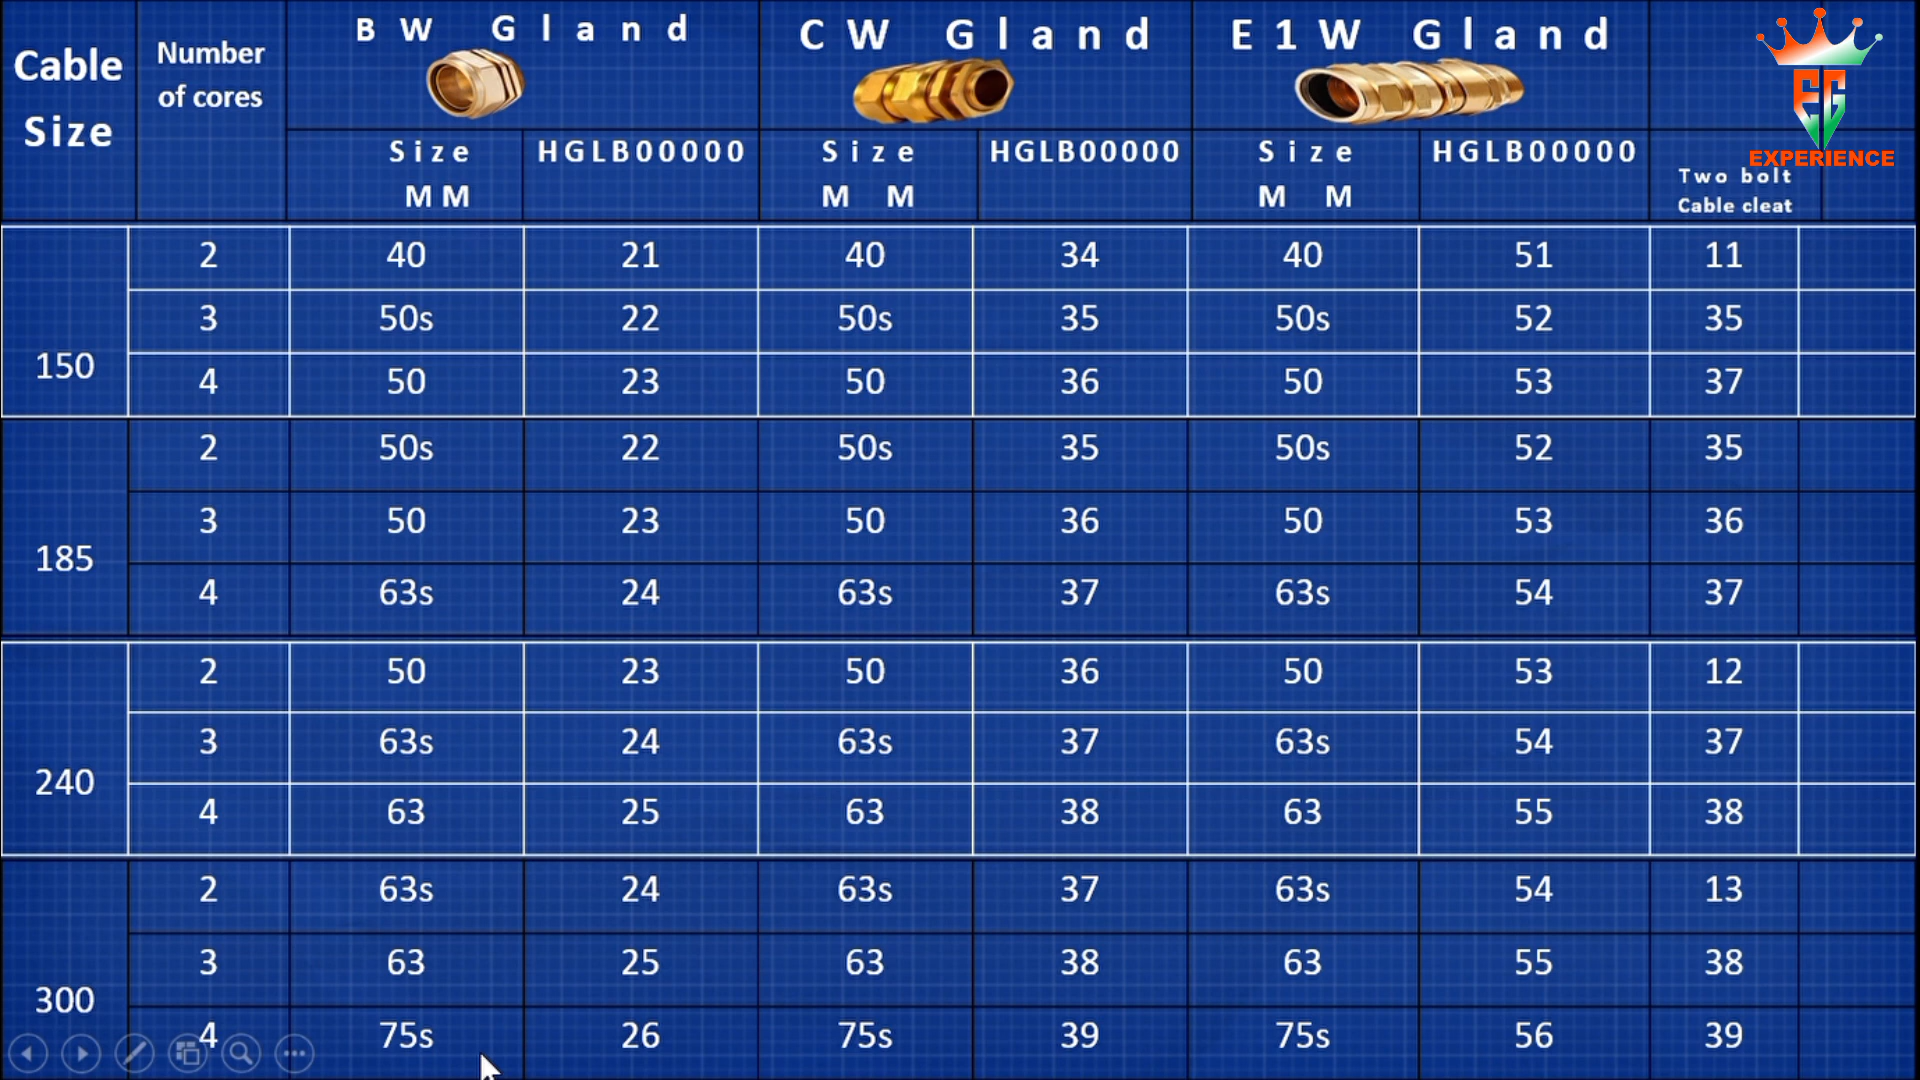 Cable
Size
Number
of cores
BW Gland
CW Gland
E1W Gland
EG
EXPERIENCE
Size
MM
HGLB00000
Size
M M
HGLB00000
Size
M M
HGLB00000
Two bolt
Cable cleat
150
2 40 21 40 34 40 51 11
3 50s 22 50s 35 50s 52 35
4 50 23 50 36 50 53 37
185
2 50s 22 50s 35 50s 52 35
3 50 23 50 36 50 53 36
4 63s 24 63s 37 63s 54 37
240
2 50 23 50 36 50 53 12
3 63s 24 63s 37 63s 54 37
4 63 25 63 38 63 55 38
300
2 63s 24 63s 37 63s 54 13
3 63 25 63 38 63 55 38
4 75s 26 75s 39 75s 56 39